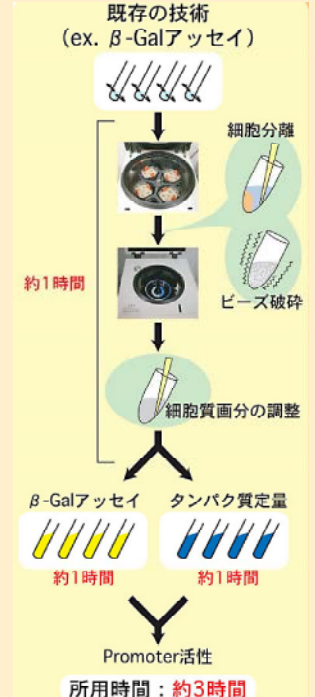 既存の技術
(ex. β-Galアッセイ)
細胞分離
ビーズ破砕
約1時間
細胞質画分の調整
β-Galアッセイ
タンパク質定量
約1時間
約1時間
Promoter活性
所用時間：約3時間